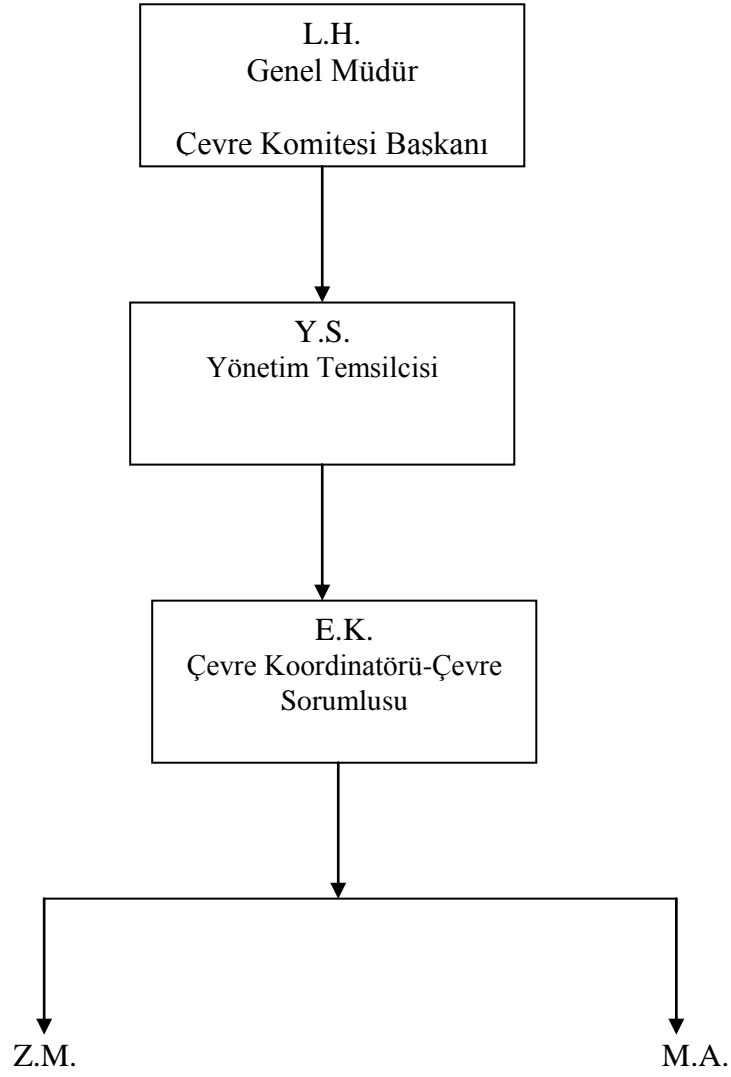 L.H.
Genel Müdür
Çevre Komitesi Başkanı
Y.S.
Yönetim Temsilcisi
E.K.
Çevre Koordinatörü-Çevre
Sorumlusu
Z.M.
M.A.